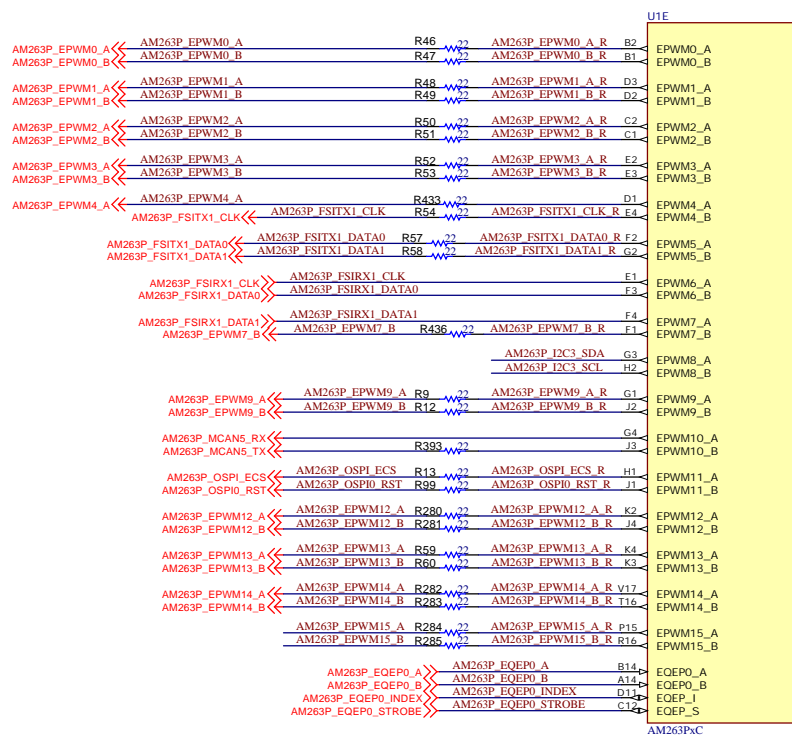 U1E
AM263P_EPWM0_A AM263P_EPWM0_A R46 22 AM263P_EPWM0_A_R B2 EPWM0_A
AM263P_EPWM0_B AM263P_EPWM0_B R47 22 AM263P_EPWM0_B_R B1 EPWM0_B
AM263P_EPWM1_A AM263P_EPWM1_A R48 22 AM263P_EPWM1_A_R D3 EPWM1_A
AM263P_EPWM1_B AM263P_EPWM1_B R49 22 AM263P_EPWM1_B_R D2 EPWM1_B
AM263P_EPWM2_A AM263P_EPWM2_A R50 22 AM263P_EPWM2_A_R C2 EPWM2_A
AM263P_EPWM2_B AM263P_EPWM2_B R51 22 AM263P_EPWM2_B_R C1 EPWM2_B
AM263P_EPWM3_A AM263P_EPWM3_A R52 22 AM263P_EPWM3_A_R E2 EPWM3_A
AM263P_EPWM3_B AM263P_EPWM3_B R53 22 AM263P_EPWM3_B_R E3 EPWM3_B
AM263P_EPWM4_A AM263P_EPWM4_A R433 22 D1 EPWM4_A
AM263P_FSITX1_CLK AM263P_FSITX1_CLK R54 22 AM263P_FSITX1_CLK_R E4 EPWM4_B
AM263P_FSITX1_DATA0 AM263P_FSITX1_DATA0 R57 22 AM263P_FSITX1_DATA0_R F2 EPWM5_A
AM263P_FSITX1_DATA1 AM263P_FSITX1_DATA1 R58 22 AM263P_FSITX1_DATA1_R G2 EPWM5_B
AM263P_FSIRX1_CLK AM263P_FSIRX1_CLK E1 EPWM6_A
AM263P_FSIRX1_DATA0 AM263P_FSIRX1_DATA0 F3 EPWM6_B
AM263P_FSIRX1_DATA1 AM263P_FSIRX1_DATA1 F4 EPWM7_A
AM263P_EPWM7_B AM263P_EPWM7_B R436 22 AM263P_EPWM7_B_R F1 EPWM7_B
AM263P_I2C3_SDA G3 EPWM8_A
AM263P_I2C3_SCL H2 EPWM8_B
AM263P_EPWM9_A AM263P_EPWM9_A R9 22 AM263P_EPWM9_A_R G1 EPWM9_A
AM263P_EPWM9_B AM263P_EPWM9_B R12 22 AM263P_EPWM9_B_R J2 EPWM9_B
AM263P_MCAN5_RX G4 EPWM10_A
AM263P_MCAN5_TX R393 22 J3 EPWM10_B
AM263P_OSPI_ECS AM263P_OSPI_ECS R13 22 AM263P_OSPI_ECS_R H1 EPWM11_A
AM263P_OSPI0_RST AM263P_OSPI0_RST R99 22 AM263P_OSPI0_RST_R J1 EPWM11_B
AM263P_EPWM12_A AM263P_EPWM12_A R280 22 AM263P_EPWM12_A_R K2 EPWM12_A
AM263P_EPWM12_B AM263P_EPWM12_B R281 22 AM263P_EPWM12_B_R J4 EPWM12_B
AM263P_EPWM13_A AM263P_EPWM13_A R59 22 AM263P_EPWM13_A_R K4 EPWM13_A
AM263P_EPWM13_B AM263P_EPWM13_B R60 22 AM263P_EPWM13_B_R K3 EPWM13_B
AM263P_EPWM14_A AM263P_EPWM14_A R282 22 AM263P_EPWM14_A_R V17 EPWM14_A
AM263P_EPWM14_B AM263P_EPWM14_B R283 22 AM263P_EPWM14_B_R T16 EPWM14_B
AM263P_EPWM15_A R284 22 AM263P_EPWM15_A_R P15 EPWM15_A
AM263P_EPWM15_B R285 22 AM263P_EPWM15_B_R R16 EPWM15_B
AM263P_EQEP0_A AM263P_EQEP0_A B14 EQEP0_A
AM263P_EQEP0_B AM263P_EQEP0_B A14 EQEP0_B
AM263P_EQEP0_INDEX AM263P_EQEP0_INDEX D11 EQEP_I
AM263P_EQEP0_STROBE AM263P_EQEP0_STROBE C12 EQEP_S
AM263PxC